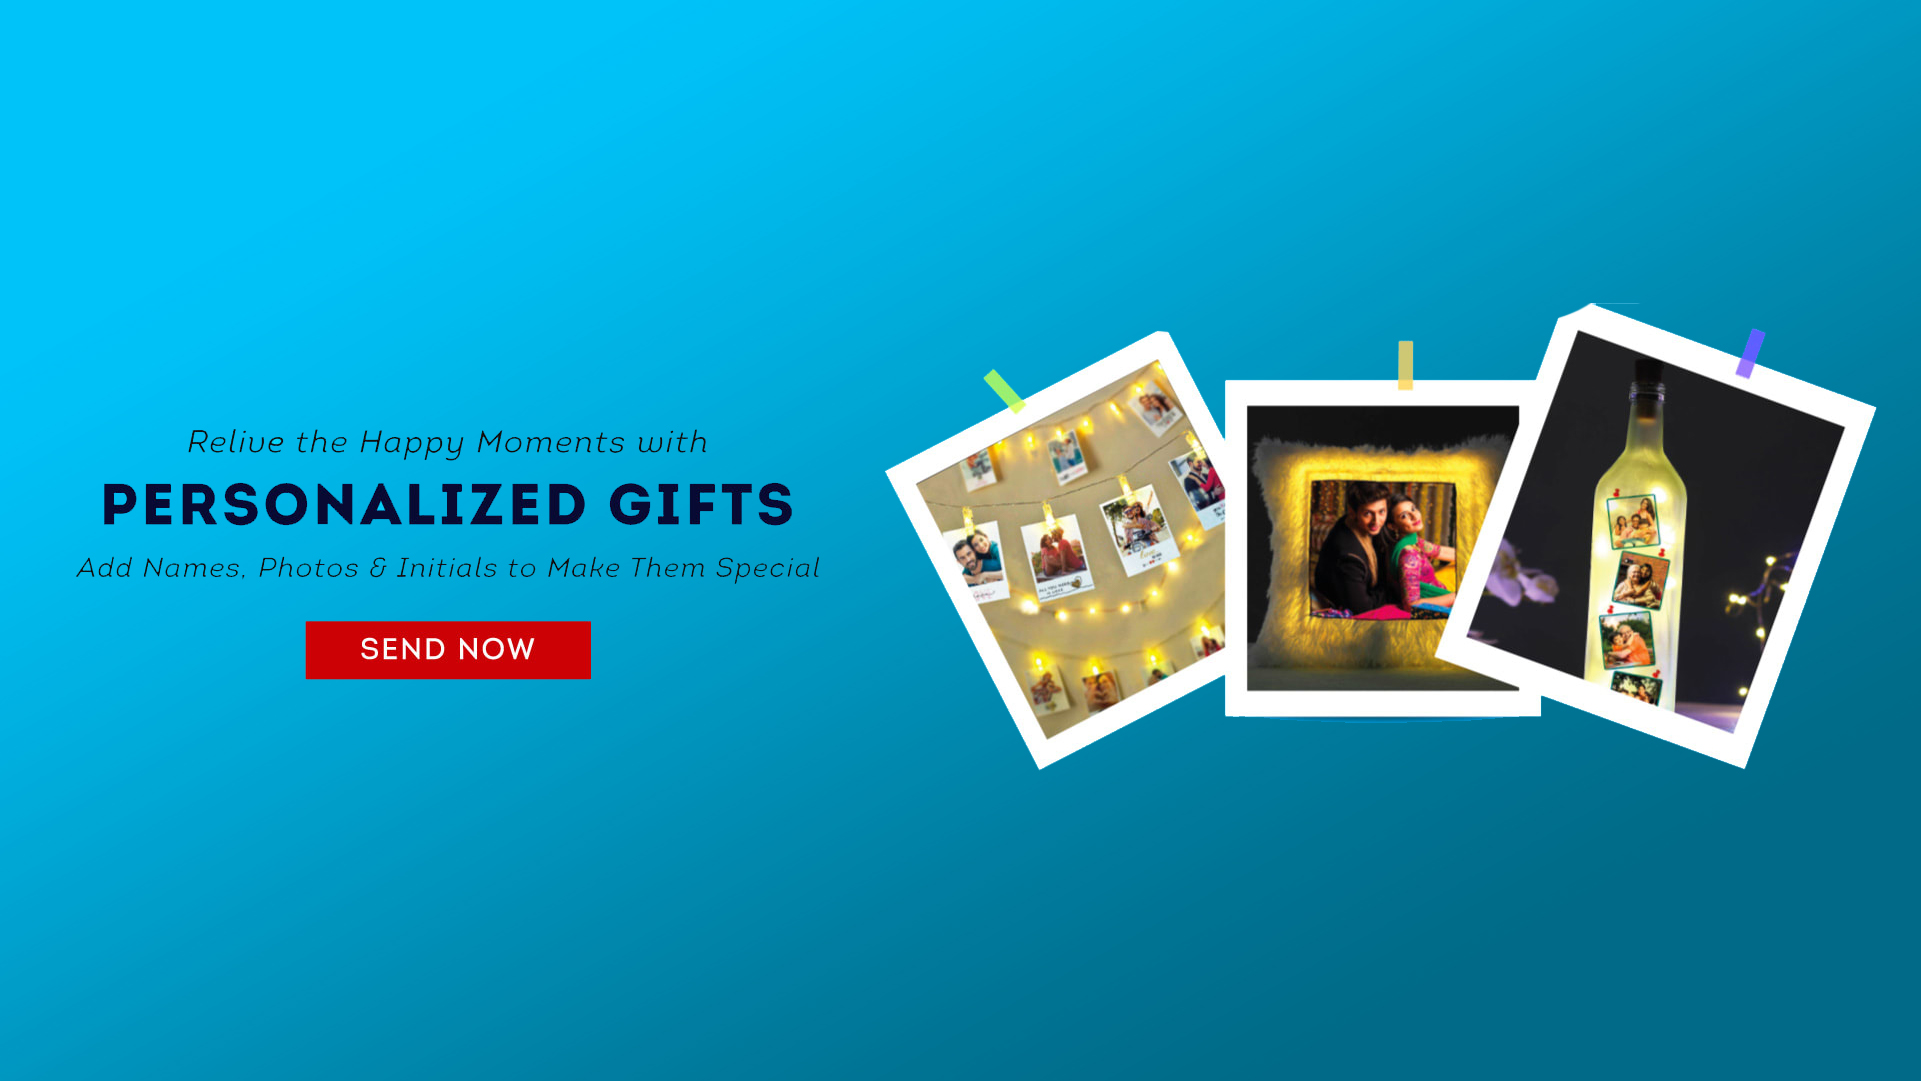 Relive the Happy Moments with
PERSONALIZED GIFTS
Add Names, Photos & Initials to Make Them Special
SEND NOW